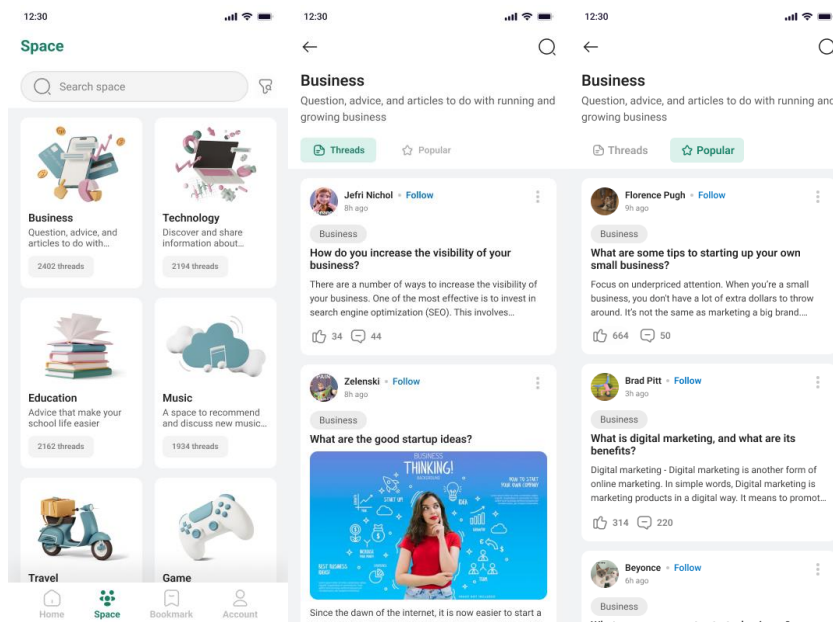 12:30
Space
Search space
Business
Question, advice, and
articles to do with...
2402 threads
Technology
Discover and share
information about...
2194 threads
Education
Advice that make your
school life easier
2162 threads
Music
A space to recommend
and discuss new music...
1934 threads
Travel
Game
Home
Space
Bookmark
Account
12:30
Business
Question, advice, and articles to do with running and
growing business
Threads
Popular
Jefri Nichol • Follow
8h ago
Business
How do you increase the visibility of your
business?
There are a number of ways to increase the visibility of
your business. One of the most effective is to invest in
search engine optimization (SEO). This involves...
34
44
Zelenski • Follow
8h ago
Business
What are the good startup ideas?
BUSINESS
THINKING!
HOW TO START
YOUR OWN COMPANY
START UP
IDEA
Since the dawn of the internet, it is now easier to start a
12:30
Business
Question, advice, and articles to do with running and
growing business
Threads
Popular
Florence Pugh • Follow
9h ago
Business
What are some tips to starting up your own
small business?
Focus on underpriced attention. When you're a small
business, you don't have a lot of extra dollars to throw
around. It's not the same as marketing a big brand....
664
50
Brad Pitt • Follow
3h ago
Business
What is digital marketing, and what are its
benefits?
Digital marketing - Digital marketing is another form of
online marketing. In simple words, Digital marketing is
marketing products in a digital way. It means to promot...
314
220
Beyonce • Follow
6h ago
Business